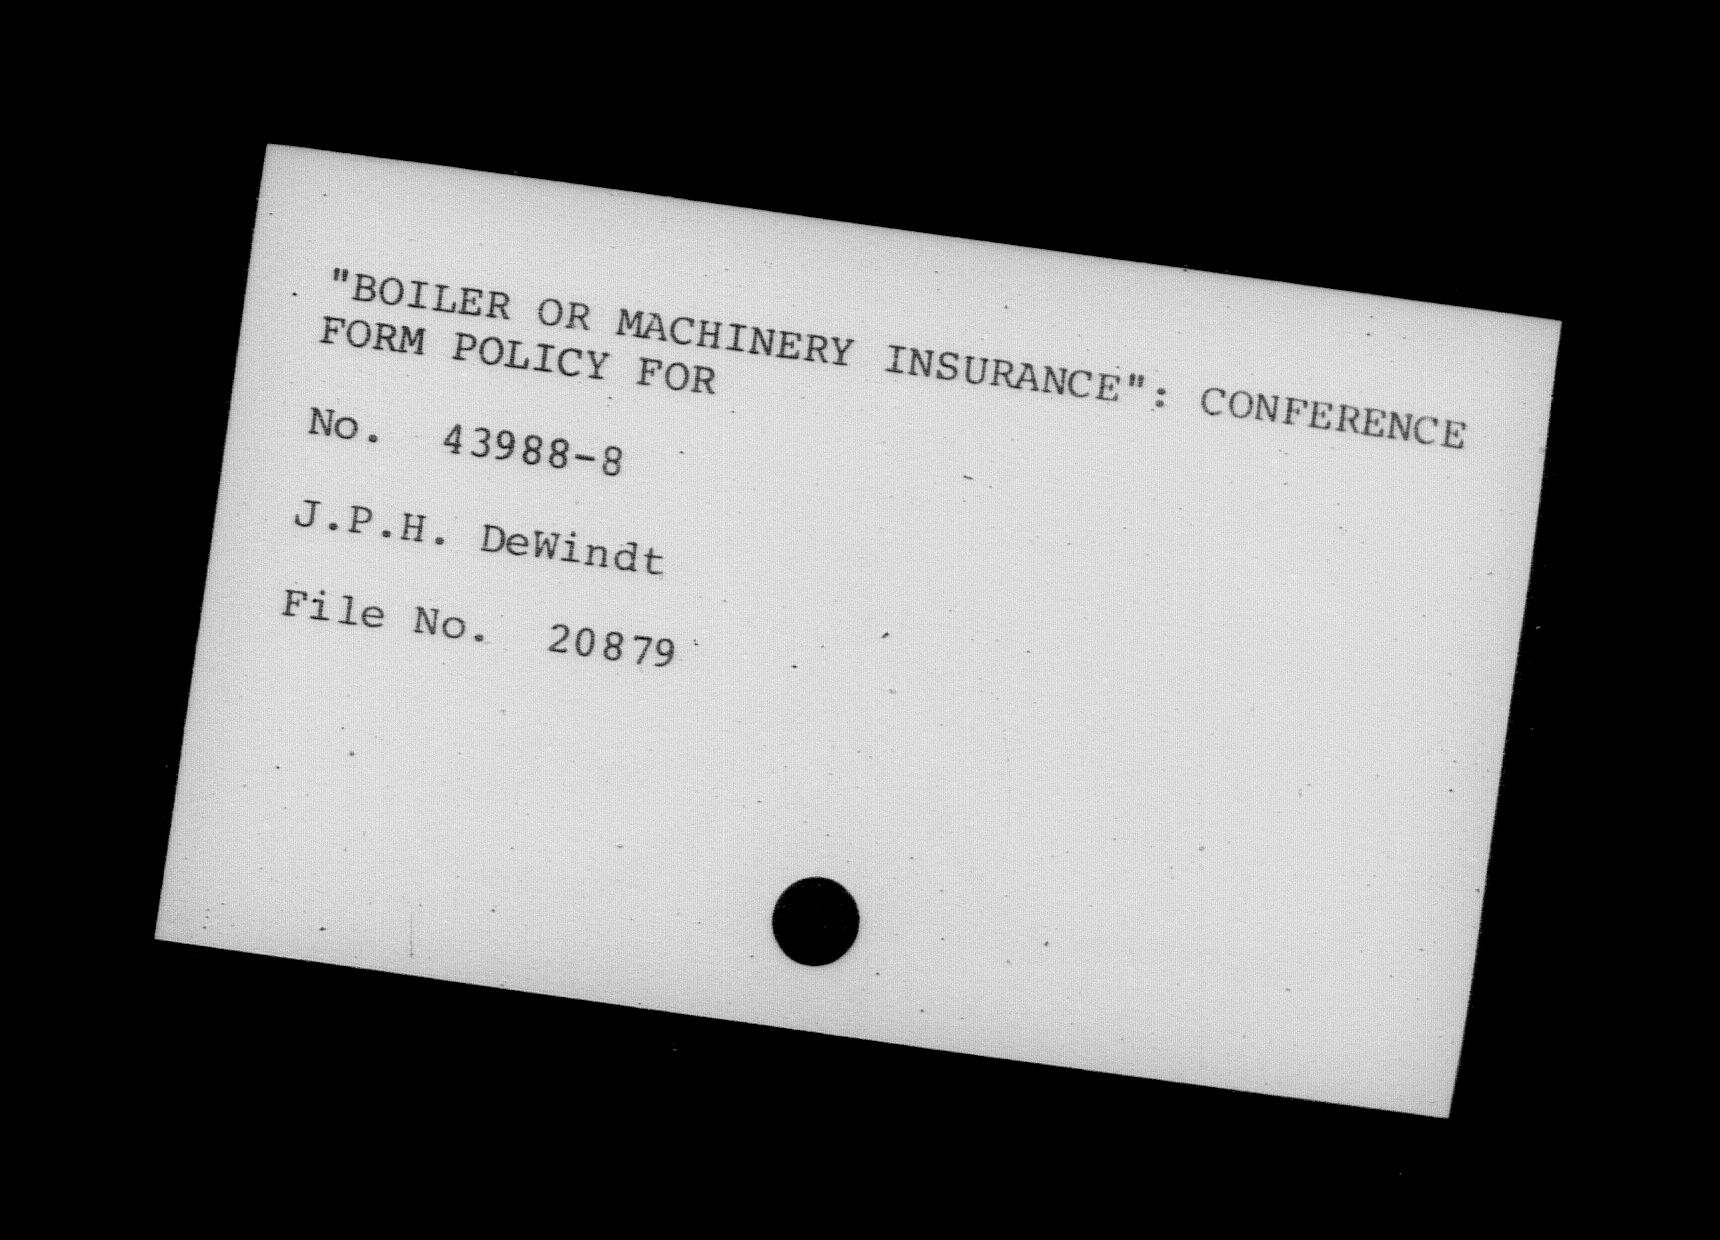 "BOILER OR MACHINERY INSURANCE": CONFERENCE
FORM POLICY FOR
No. 43988-8
J.P.H. DeWindt
File No. 20879